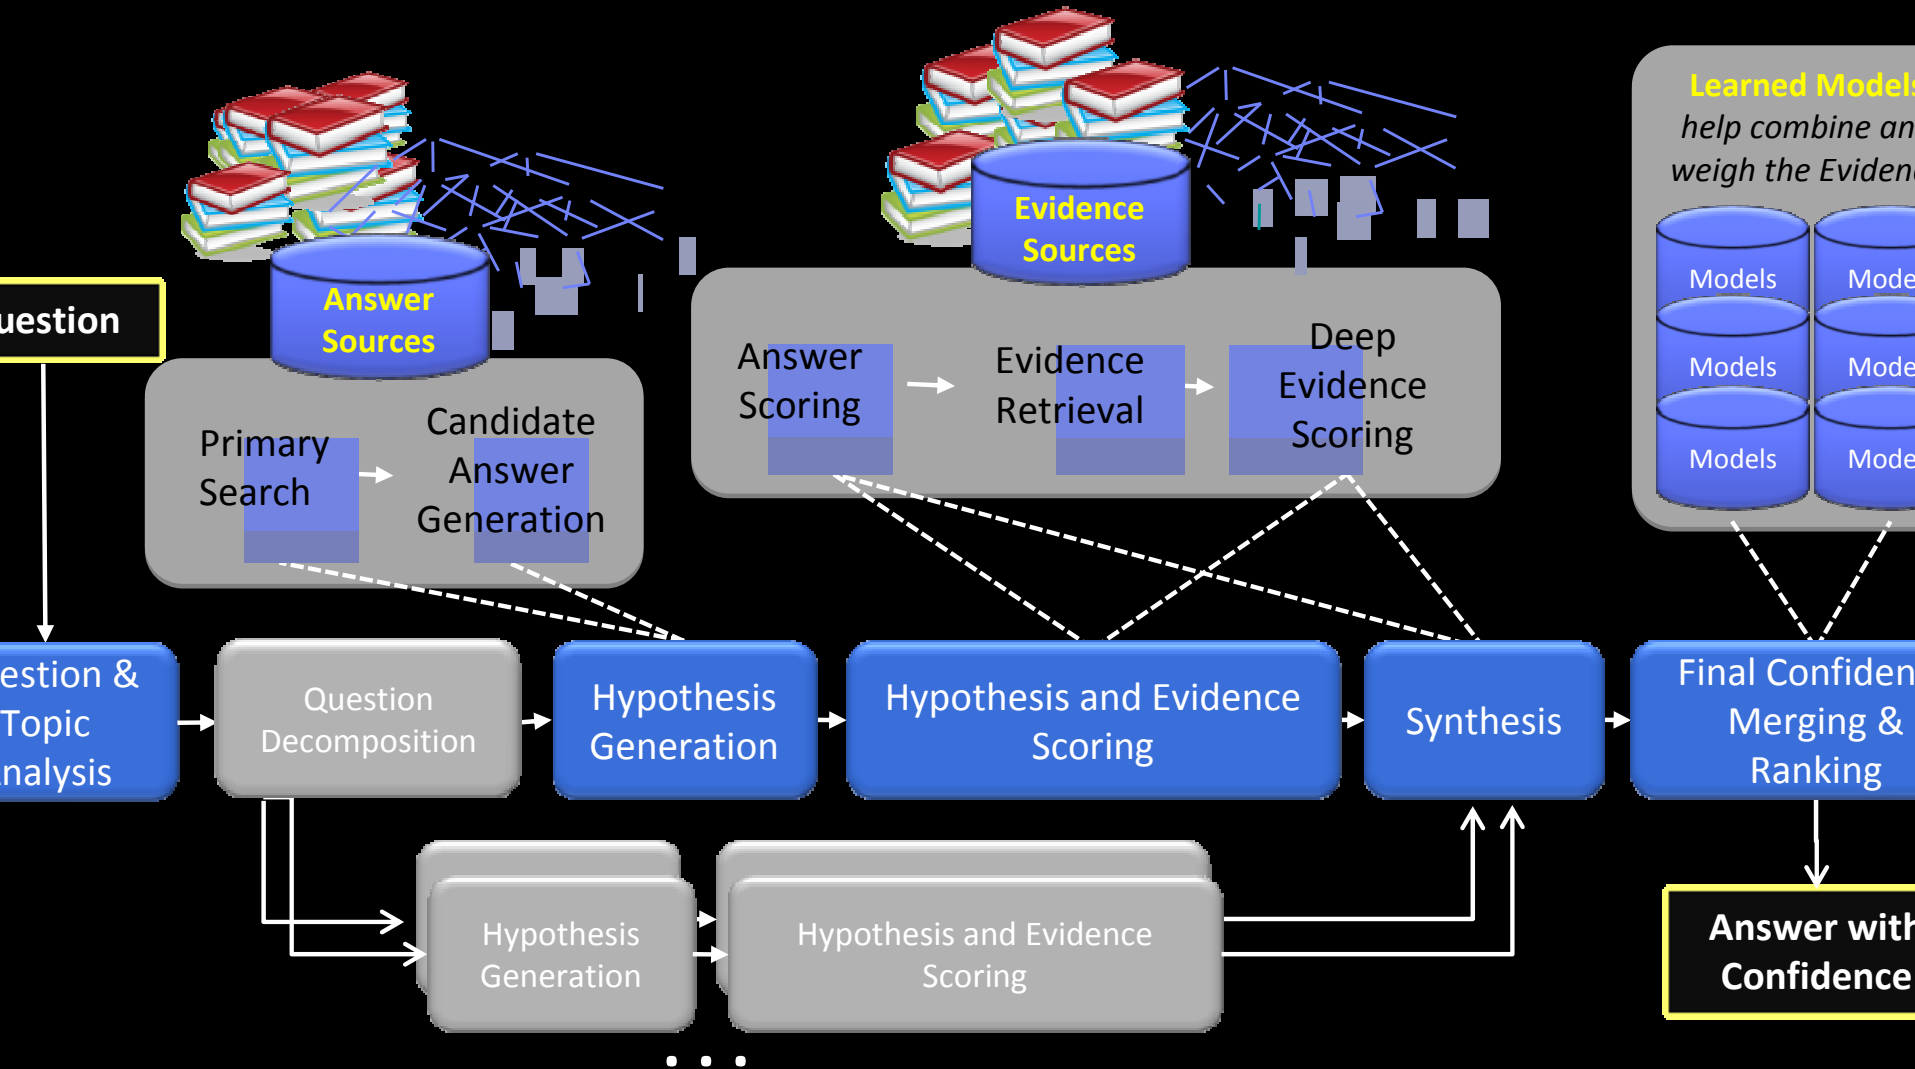 Learned Models
help combine an
weigh the Eviden
Evidence
Sources
Answer
Sources
uestion
Models
Mode
Models
Mode
Models
Mode
Answer
Scoring
Evidence
Retrieval
Deep
Evidence
Scoring
Primary
Search
Candidate
Answer
Generation
estion &
Topic
nalysis
Question
Decomposition
Hypothesis
Generation
Hypothesis and Evidence
Scoring
Synthesis
Final Confiden
Merging &
Ranking
Hypothesis
Generation
Hypothesis and Evidence
Scoring
Answer with
Confidence
. . .